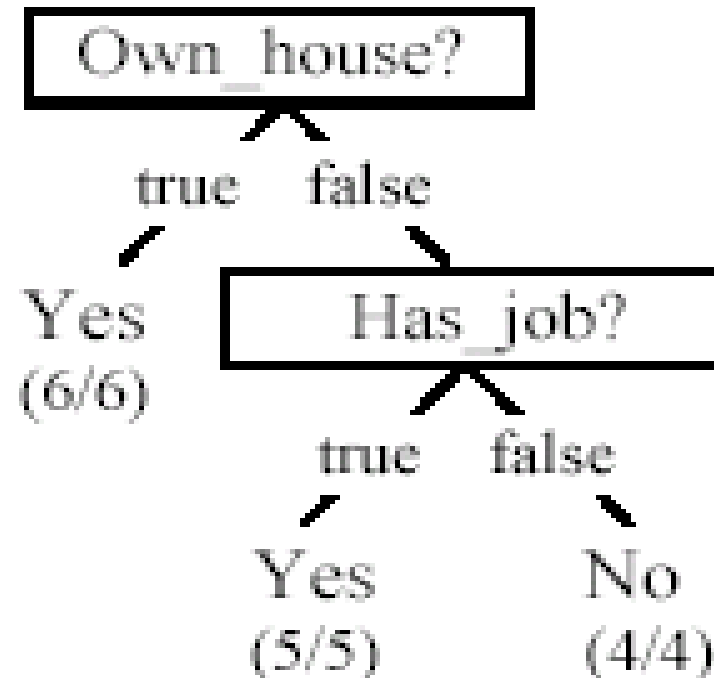 Own_house?
true false
Yes Has_job?
(6/6)
true false
Yes No
(5/5) (4/4)